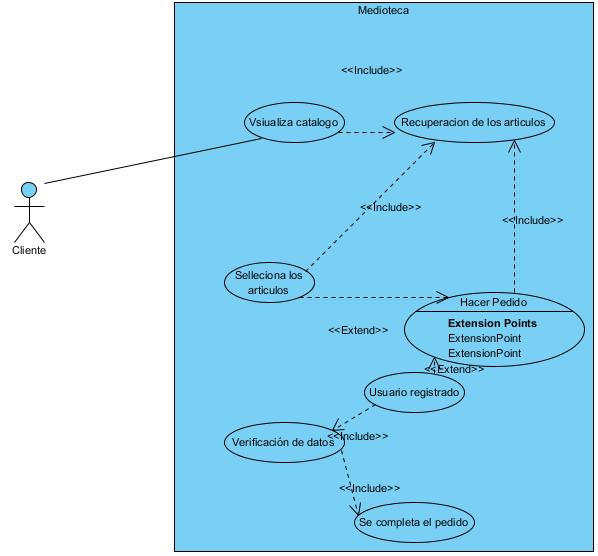 Medioteca
<<Include>>
Vsiualiza catalogo
Recuperacion de los articulos
<<Include>>
<<Include>>
Cliente
Selleciona los
articulos
Hacer Pedido
Extension Points
ExtensionPoint
ExtensionPoint
<<Extend>>
<<Extend>>
Usuario registrado
<<Include>>
Verificación de datos
<<Include>>
Se completa el pedido